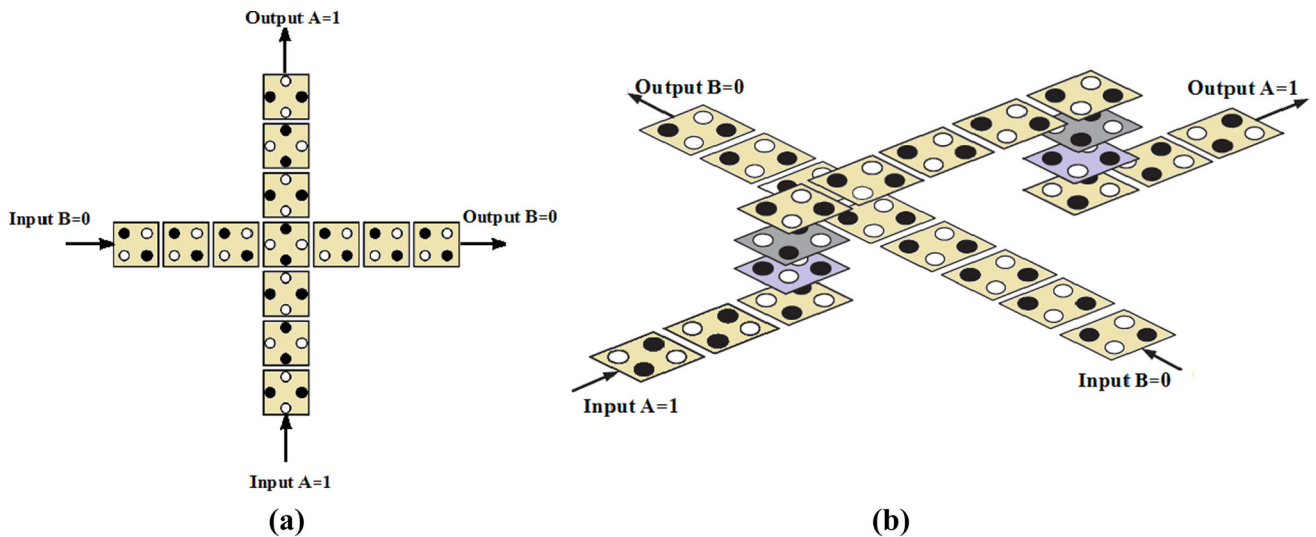 Output A=1
Input B=0
Output B=0
Input A=1
(a)
Output B=0
Output A=1
Input A=1
Input B=0
(b)